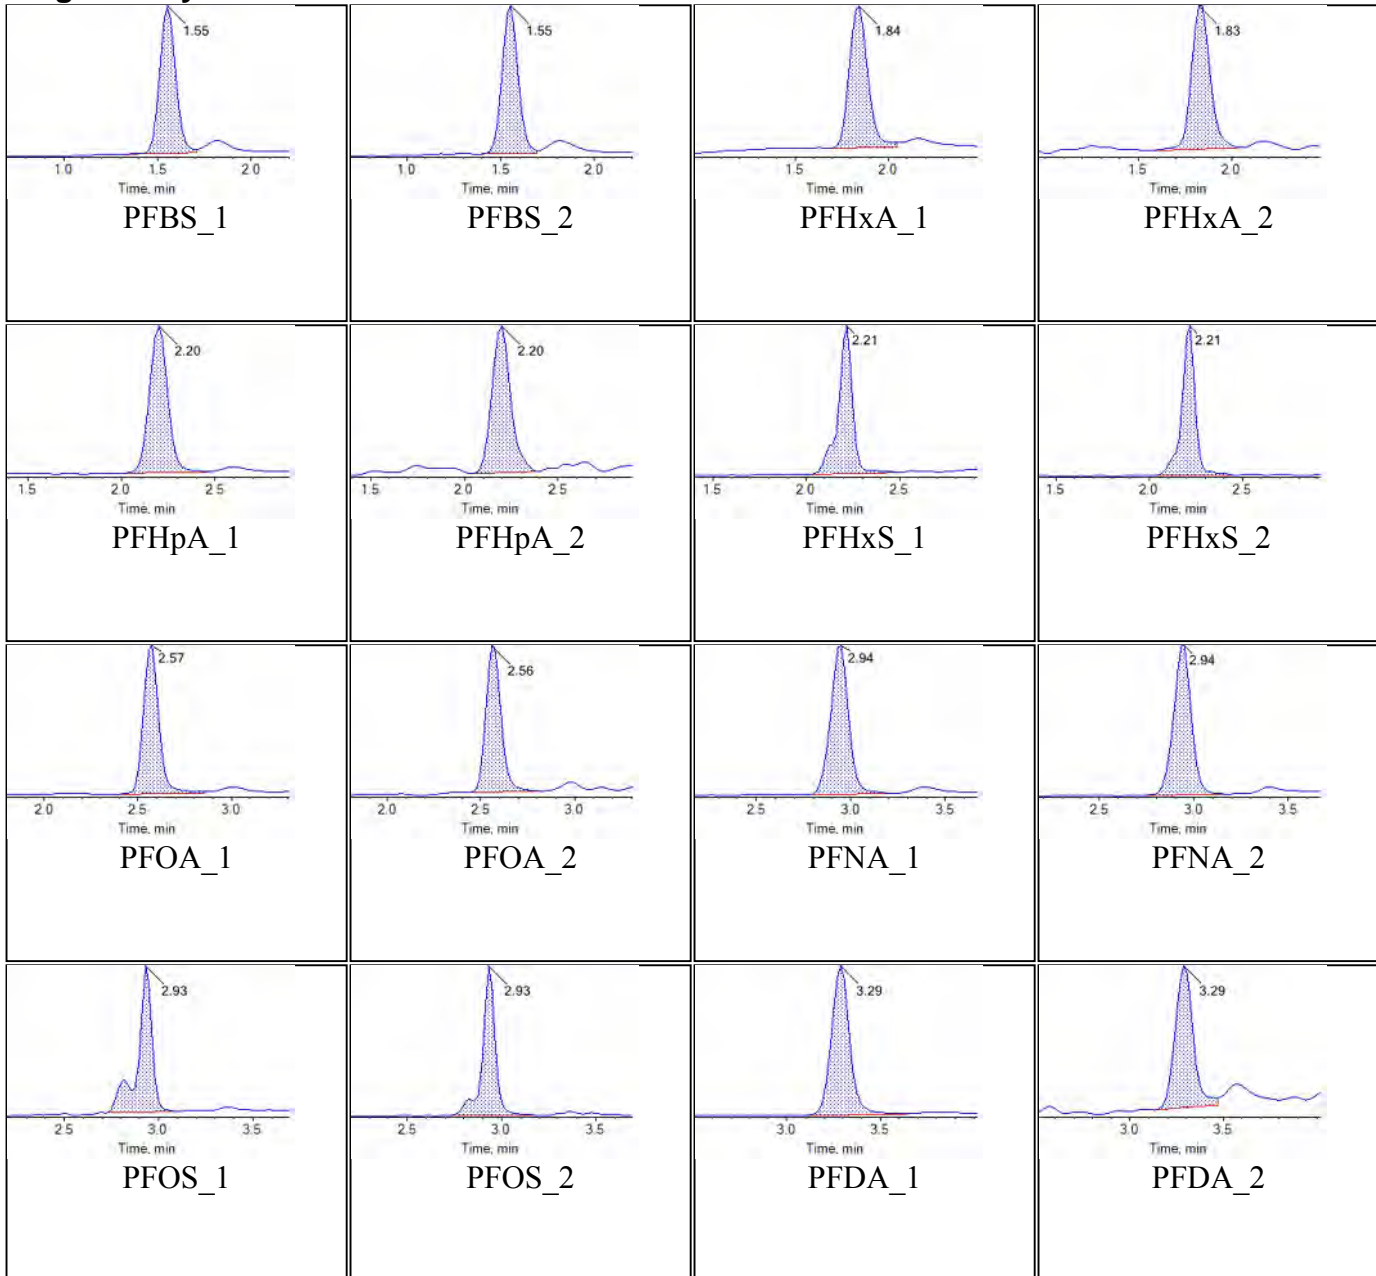 1.55
1.0 1.5 2.0
Time, min
PFBS_1
1.55
1.0 1.5 2.0
Time, min
PFBS_2
1.84
1.5 2.0
Time, min
PFHxA_1
1.83
1.5 2.0
Time, min
PFHxA_2
2.20
1.5 2.0 2.5
Time, min
PFHpA_1
2.20
1.5 2.0 2.5
Time, min
PFHpA_2
2.21
1.5 2.0 2.5
Time, min
PFHxS_1
2.21
1.5 2.0 2.5
Time, min
PFHxS_2
2.57
2.0 2.5 3.0
Time, min
PFOA_1
2.56
2.0 2.5 3.0
Time, min
PFOA_2
2.94
2.5 3.0 3.5
Time, min
PFNA_1
2.94
2.5 3.0 3.5
Time, min
PFNA_2
2.93
2.5 3.0 3.5
Time, min
PFOS_1
2.93
2.5 3.0 3.5
Time, min
PFOS_2
3.29
3.0 3.5
Time, min
PFDA_1
3.29
3.0 3.5
Time, min
PFDA_2